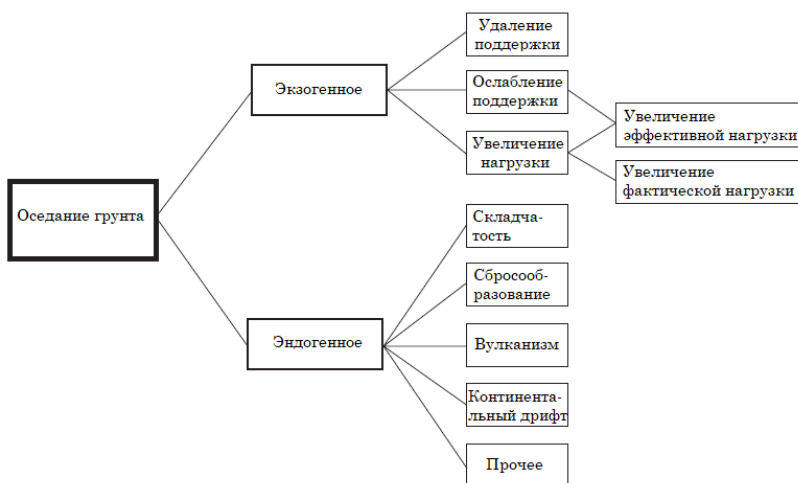 Удаление
поддержки
Экзогенное
Ослабление
поддержки
Увеличение
эффективной нагрузки
Увеличение
нагрузки
Увеличение
фактической нагрузки
Оседание грунта
Складча-
тость
Сбросооб-
разование
Эндогенное
Вулканизм
Континента-
льный дрифт
Прочее